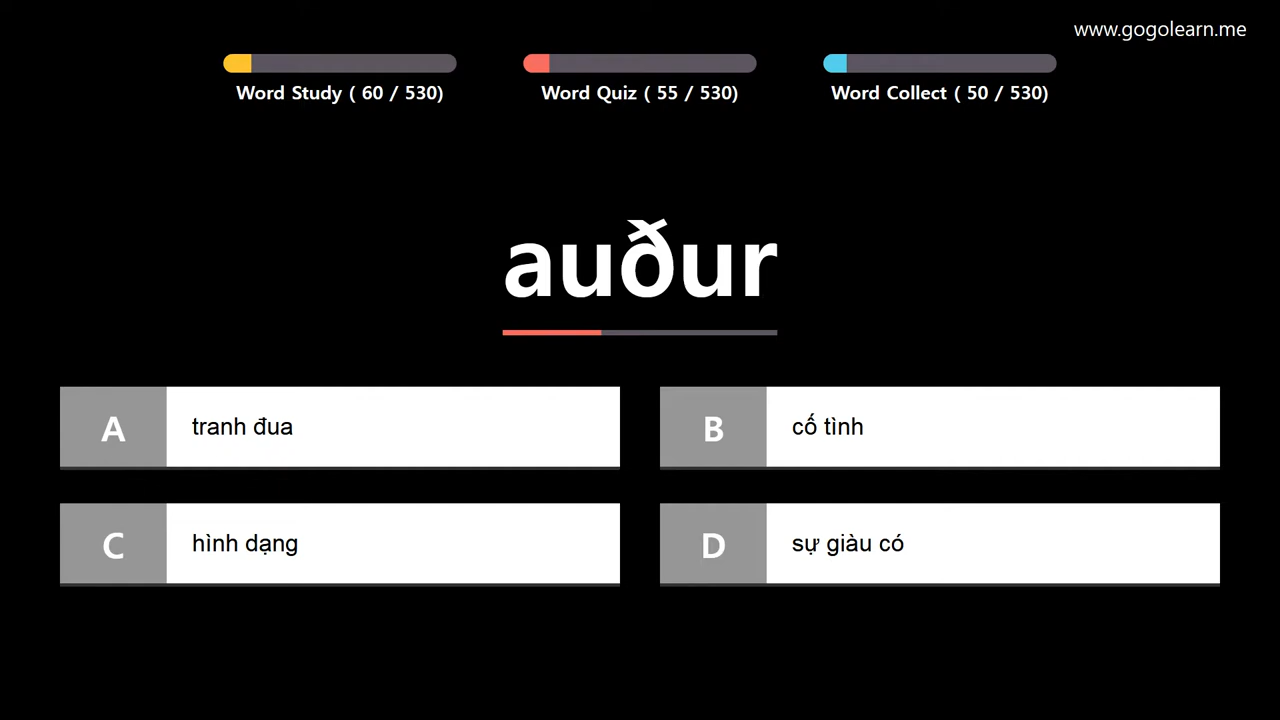 www.gogolearn.me
Word Study ( 60 / 530)
Word Quiz ( 55 / 530)
Word Collect ( 50 / 530)
auður
A tranh đua
B cố tình
C hình dạng
D sự giàu có